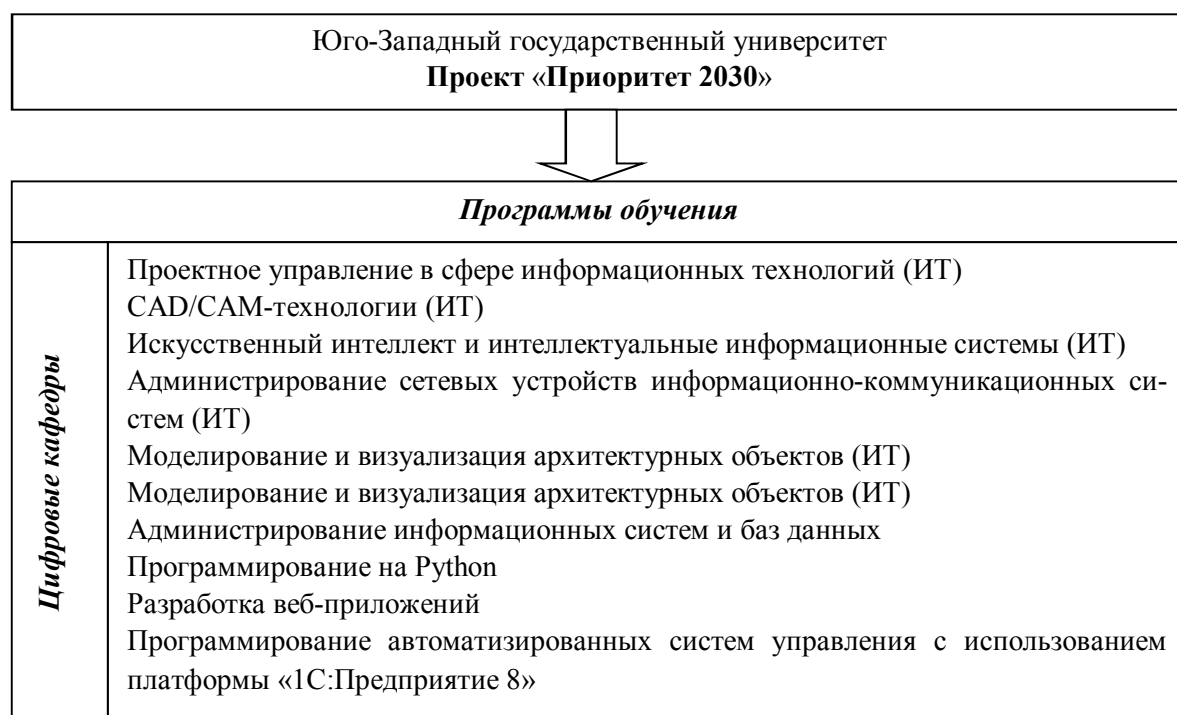 Юго-Западный государственный университет
Проект «Приоритет 2030»
Программы обучения
Цифровые кафедры
Проектное управление в сфере информационных технологий (ИТ)
CAD/CAM-технологии (ИТ)
Искусственный интеллект и интеллектуальные информационные системы (ИТ)
Администрирование сетевых устройств информационно-коммуникационных си-
стем (ИТ)
Моделирование и визуализация архитектурных объектов (ИТ)
Моделирование и визуализация архитектурных объектов (ИТ)
Администрирование информационных систем и баз данных
Программирование на Python
Разработка веб-приложений
Программирование автоматизированных систем управления с использованием
платформы «1С:Предприятие 8»